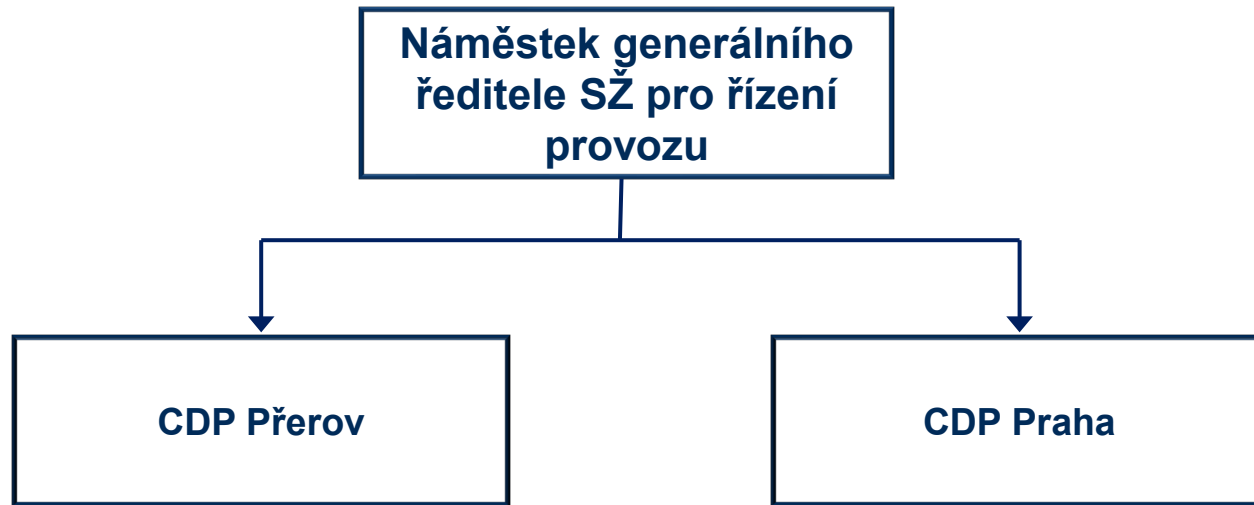 Náměstek generálního
ředitele SŽ pro řízení
provozu
CDP Přerov
CDP Praha